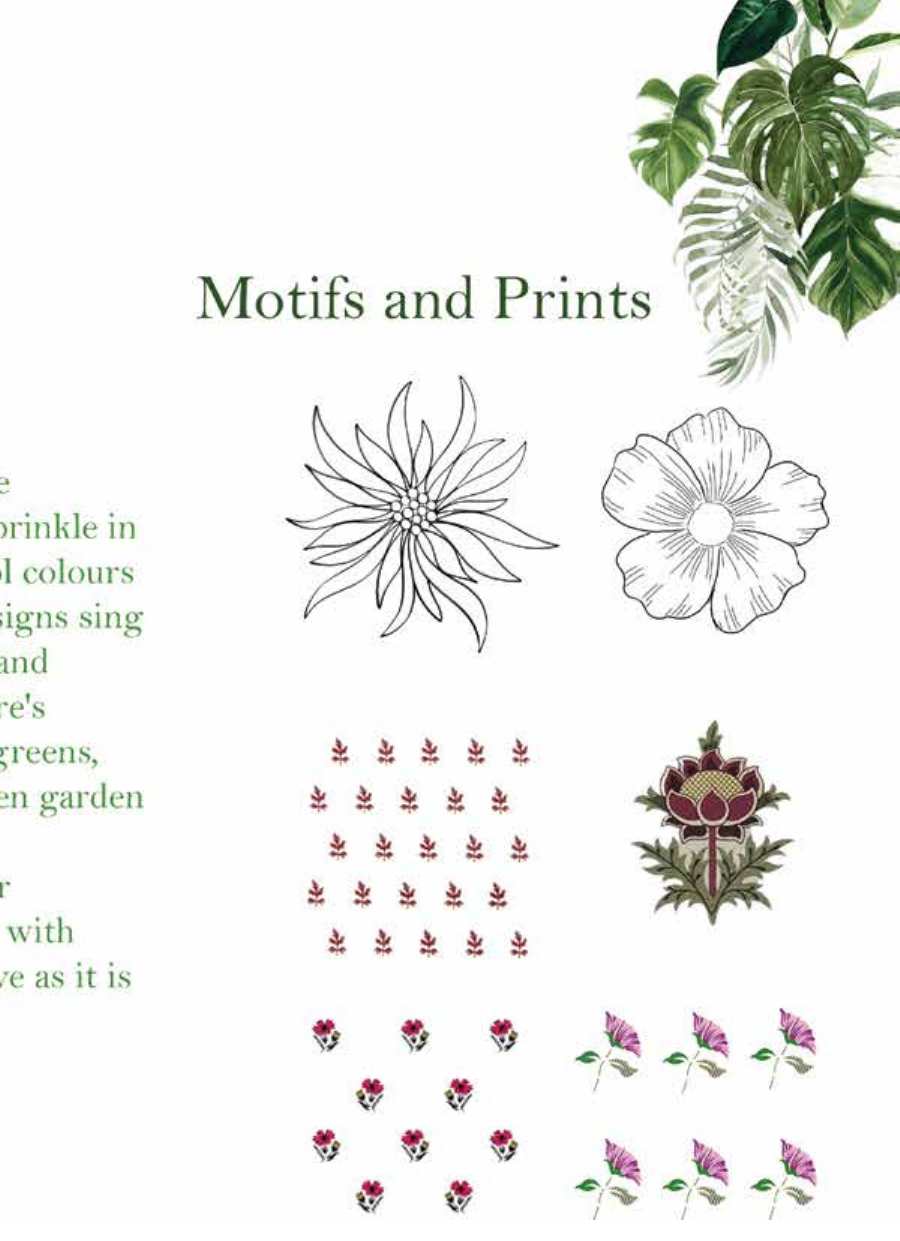 Motifs and Prints
e
prinkle in
ol colours
signs sing
and
re's
greens,
en garden
r
with
ve as it is